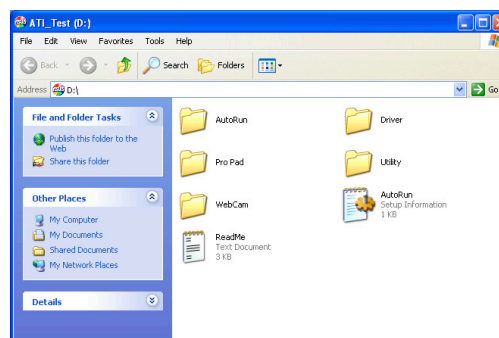 ATI_Test (D:)
File Edit View Favorites Tools Help
Back Search Folders
Address D:\ Go
File and Folder Tasks
Publish this folder to the
Web
Share this folder
Other Places
My Computer
My Documents
Shared Documents
My Network Places
Details
AutoRun
Driver
Pro Pad
Utility
WebCam
AutoRun
Setup Information
1 KB
ReadMe
Text Document
3 KB